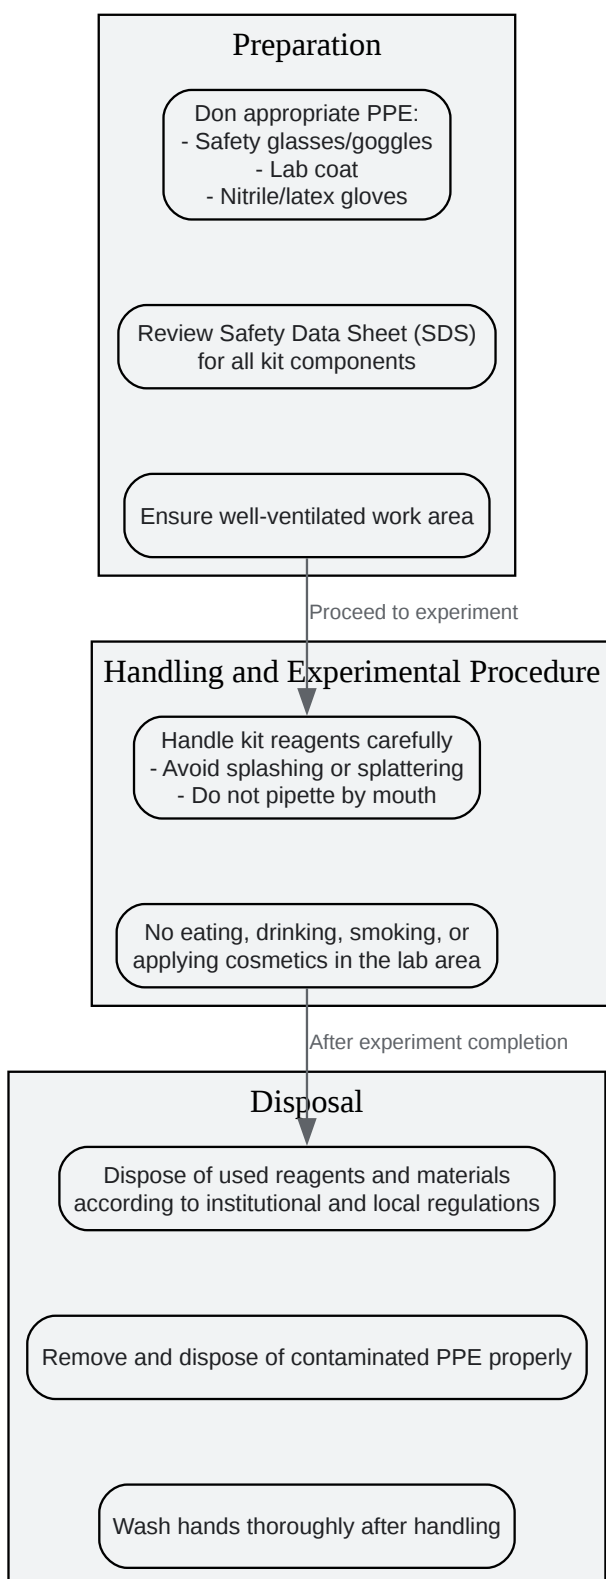 Preparation
Don appropriate PPE:
- Safety glasses/goggles
- Lab coat
- Nitrile/latex gloves
Review Safety Data Sheet (SDS)
for all kit components
Ensure well-ventilated work area
Proceed to experiment
Handling and Experimental Procedure
Handle kit reagents carefully
- Avoid splashing or splattering
- Do not pipette by mouth
No eating, drinking, smoking, or
applying cosmetics in the lab area
After experiment completion
Disposal
Dispose of used reagents and materials
according to institutional and local regulations
Remove and dispose of contaminated PPE properly
Wash hands thoroughly after handling